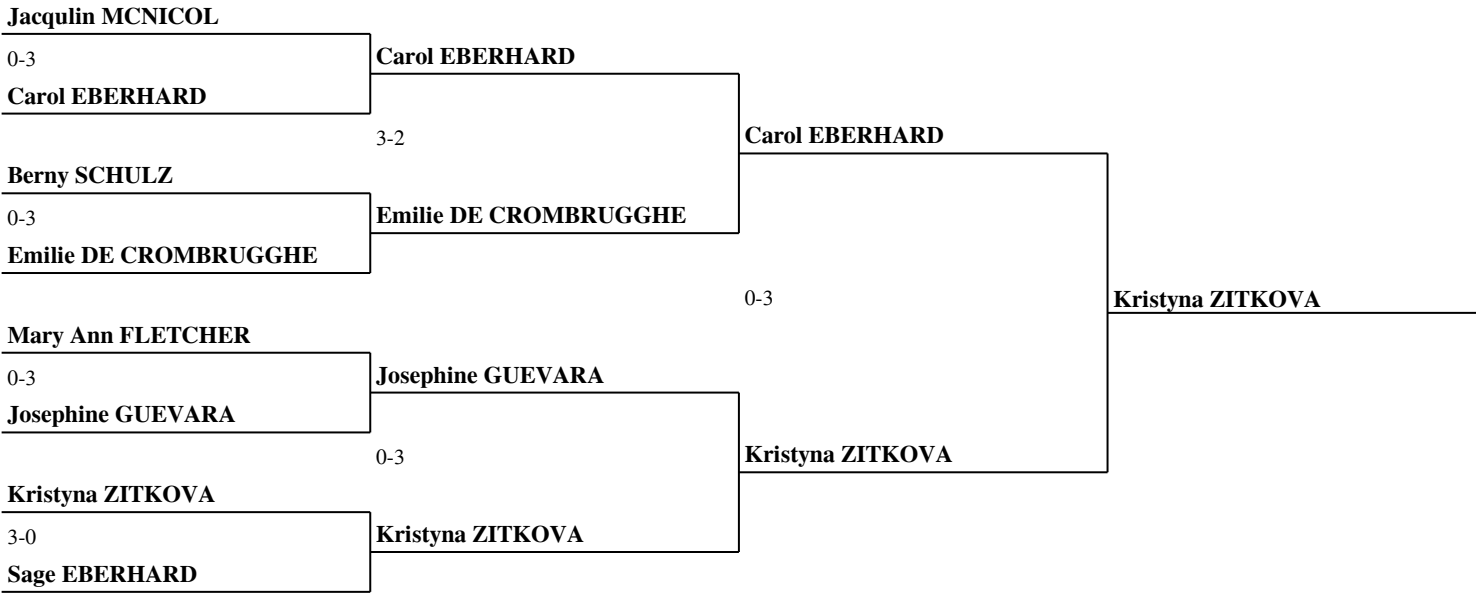 Jacqulin MCNICOL
0-3
Carol EBERHARD
Berny SCHULZ
0-3
Emilie DE CROMBRUGGHE
Mary Ann FLETCHER
0-3
Josephine GUEVARA
Kristyna ZITKOVA
3-0
Sage EBERHARD
Carol EBERHARD
3-2
Emilie DE CROMBRUGGHE
Josephine GUEVARA
0-3
Kristyna ZITKOVA
Carol EBERHARD
0-3
Kristyna ZITKOVA
Kristyna ZITKOVA